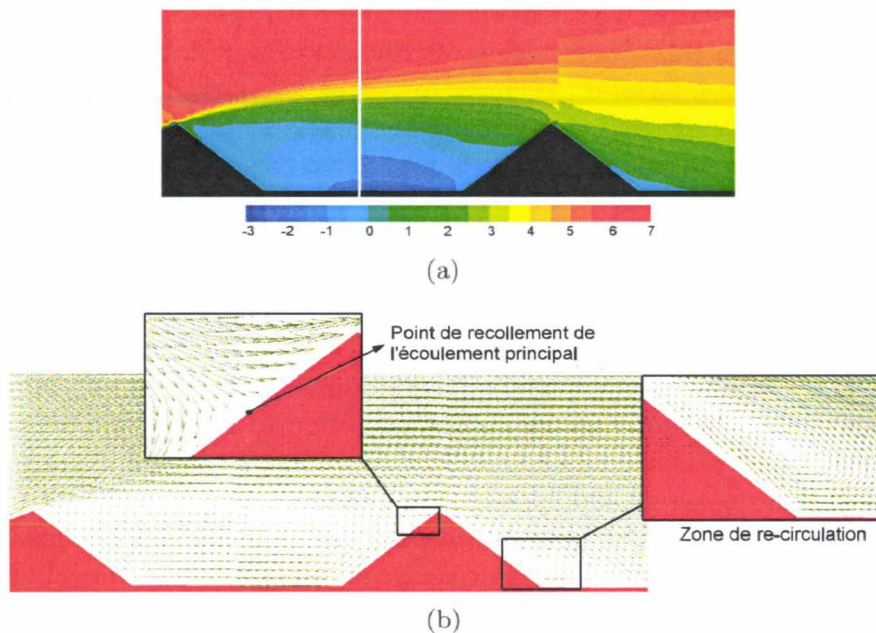 -3 -2 -1 0 1 2 3 4 5 6 7
(a)
Point de recollement de
l'écoulement principal
Zone de re-circulation
(b)